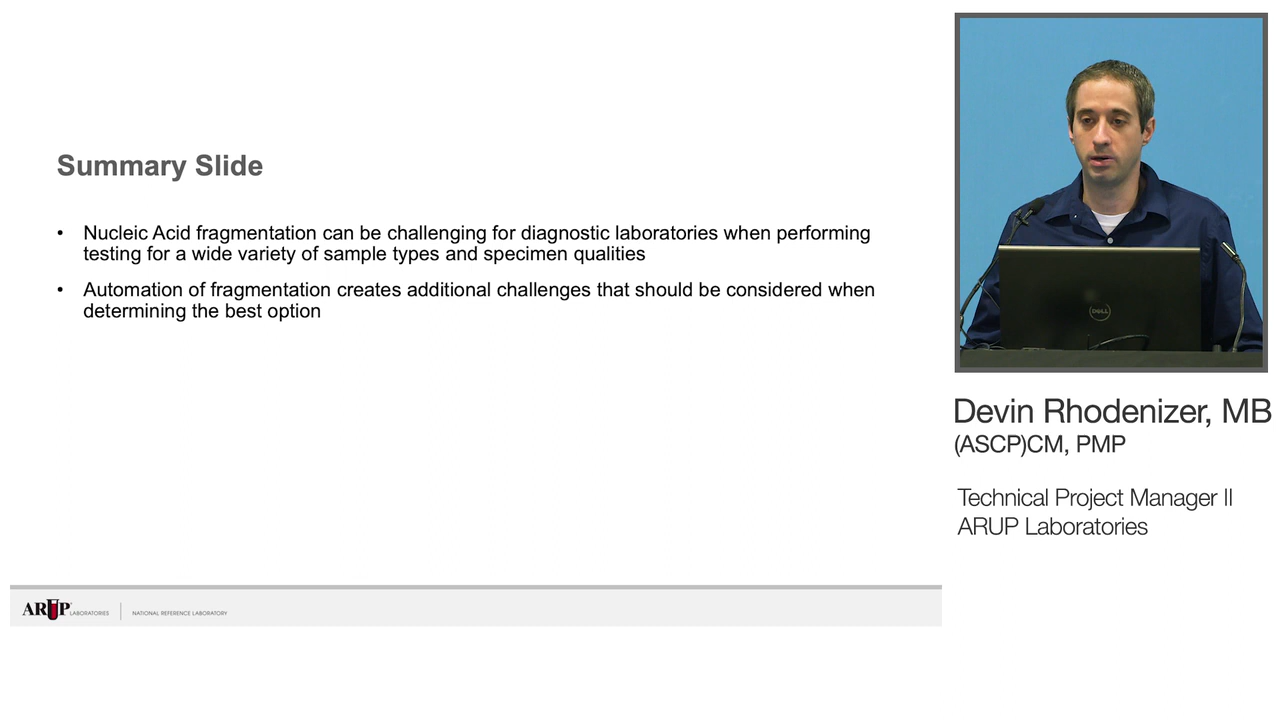 Summary Slide
• Nucleic Acid fragmentation can be challenging for diagnostic laboratories when performing
testing for a wide variety of sample types and specimen qualities
• Automation of fragmentation creates additional challenges that should be considered when
determining the best option
ARUP LABORATORIES | NATIONAL REFERENCE LABORATORY
DELL
Devin Rhodenizer, MB
(ASCP)CM, PMP
Technical Project Manager II
ARUP Laboratories